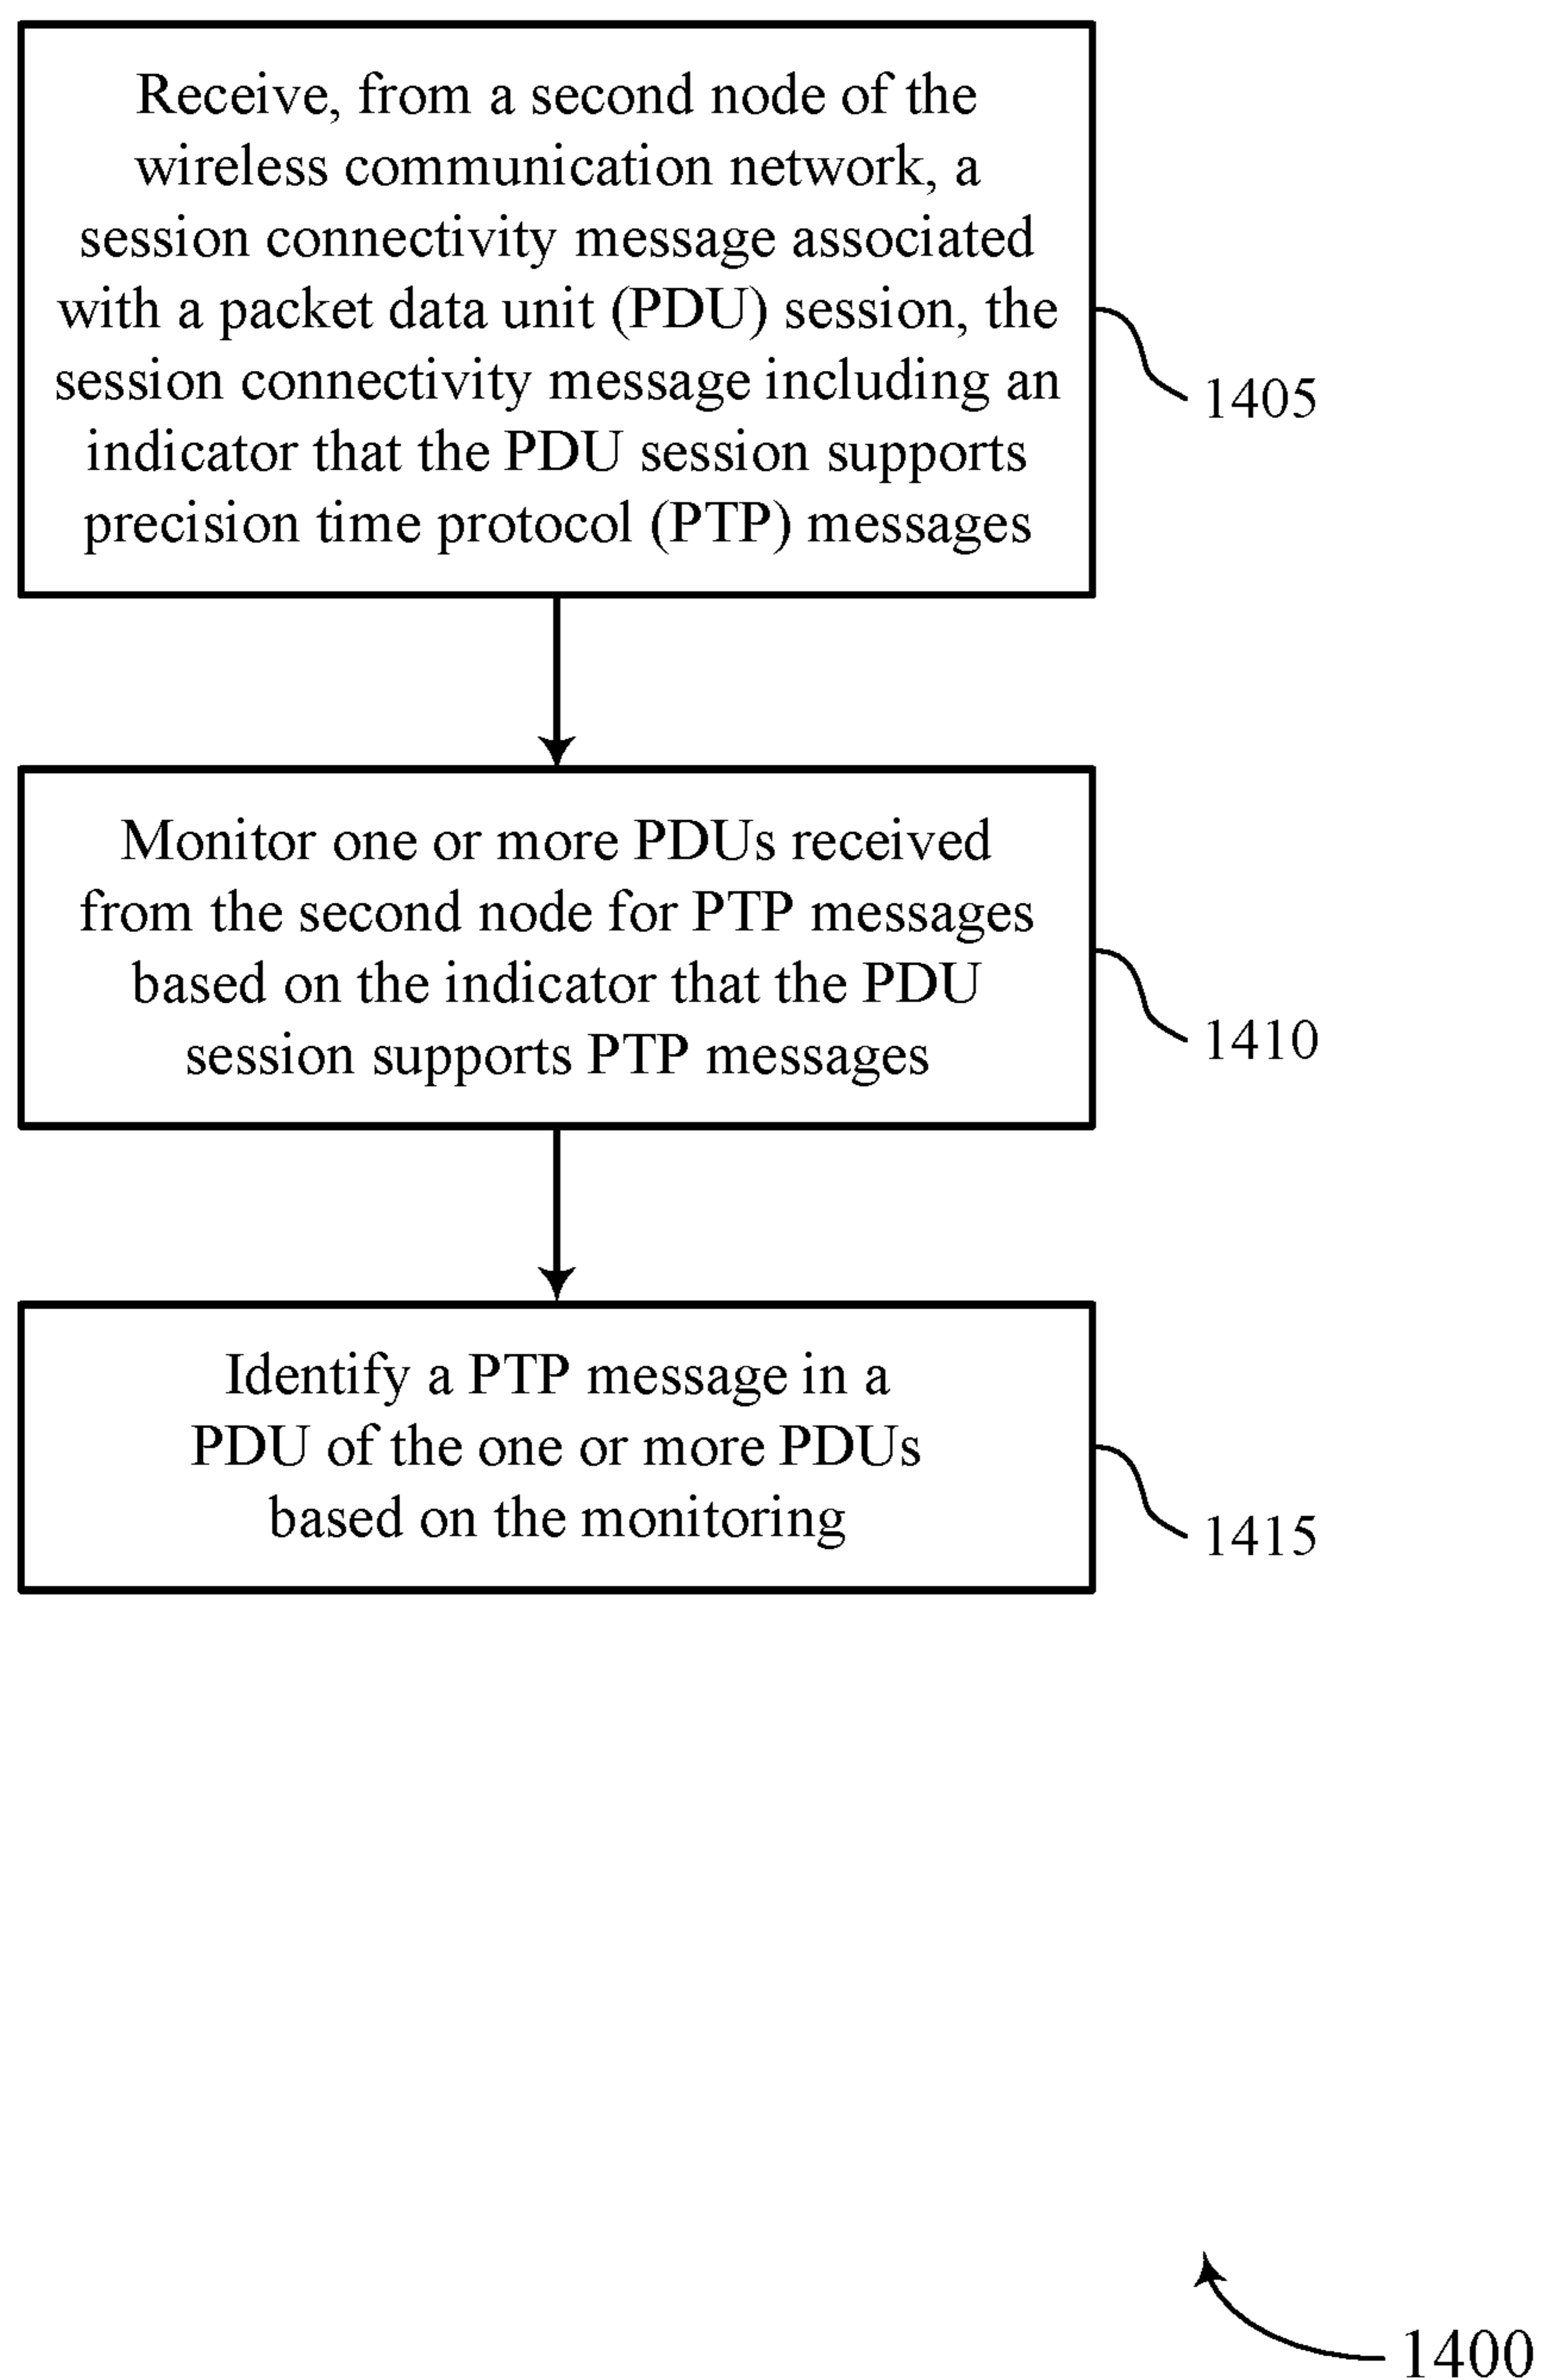 Receive, from a second node of the
wireless communication network, a
session connectivity message associated
with a packet data unit (PDU) session, the
session connectivity message including an
indicator that the PDU session supports
precision time protocol (PTP) messages
1405
Monitor one or more PDUs received
from the second node for PTP messages
based on the indicator that the PDU
session supports PTP messages
1410
Identify a PTP message in a
PDU of the one or more PDUs
based on the monitoring
1415
1400